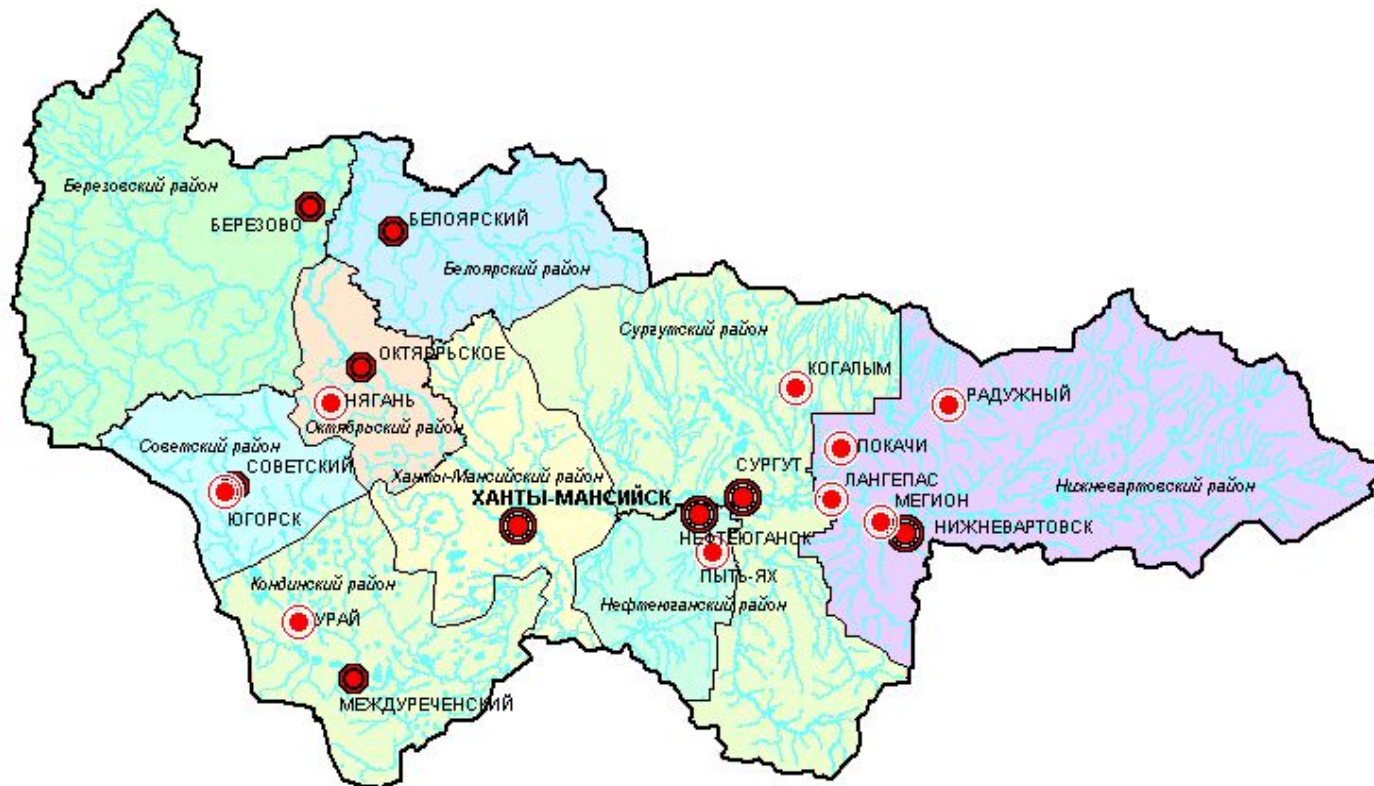 Березовский район
БЕРЕЗОВО
БЕЛОЯРСКИЙ
Белоярский район
Сургутский район
ОКТЯБРЬСКОЕ
КОГАЛЫМ
РАДУЖНЫЙ
НЯГАНЬ
Октябрьский район
Советский район
СОВЕТСКИЙ
ПОКАЧИ
Ханты-Мансийский район
СУРГУТ
ХАНТЫ-МАНСИЙСК
ЛАНГЕПАС
Нижневартовский район
МЕГИОН
ЮГОРСК
НИЖНЕВАРТОВСК
НЕФТЕЮГАНСК
ПЫТЬ-ЯХ
Кондинский район
Нефтеюганский район
УРАЙ
МЕЖДУРЕЧЕНСКИЙ